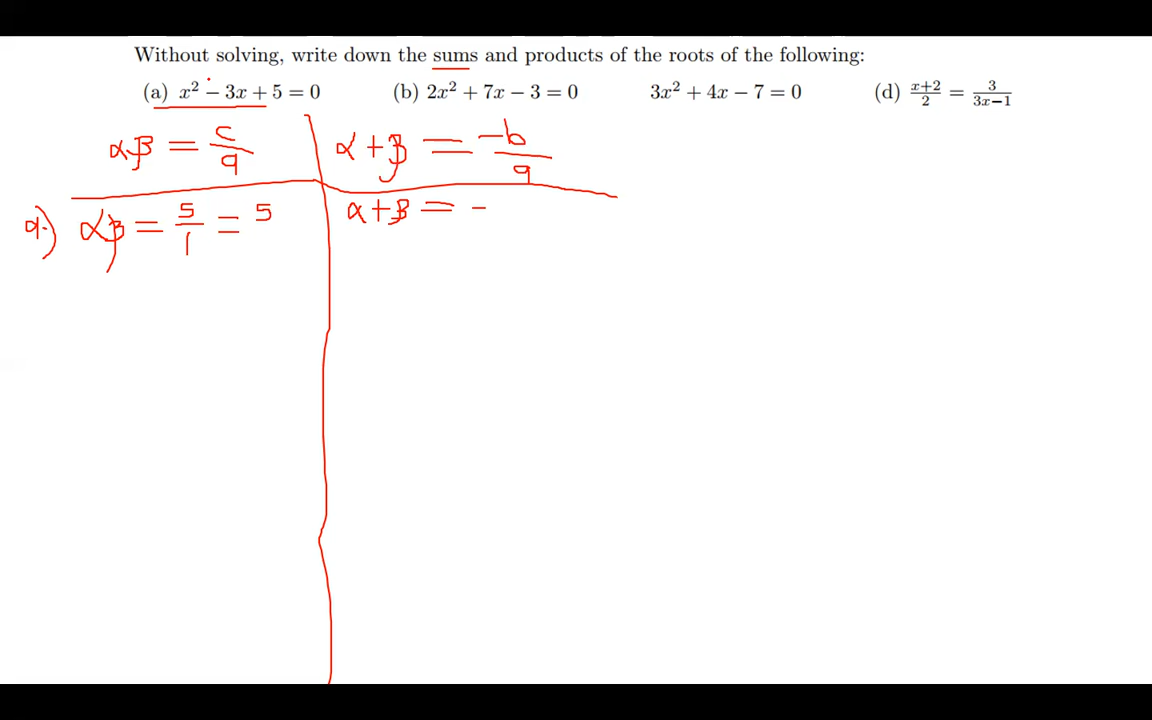 Without solving, write down the sums and products of the roots of the following:
(a) x² − 3x + 5 = 0 (b) 2x² + 7x − 3 = 0 3x² + 4x − 7 = 0 (d) (x+2)/2 = 3/(3x−1)
αβ = c/a α + β = −b/a
a) αβ = 5/1 = 5 α + β = −